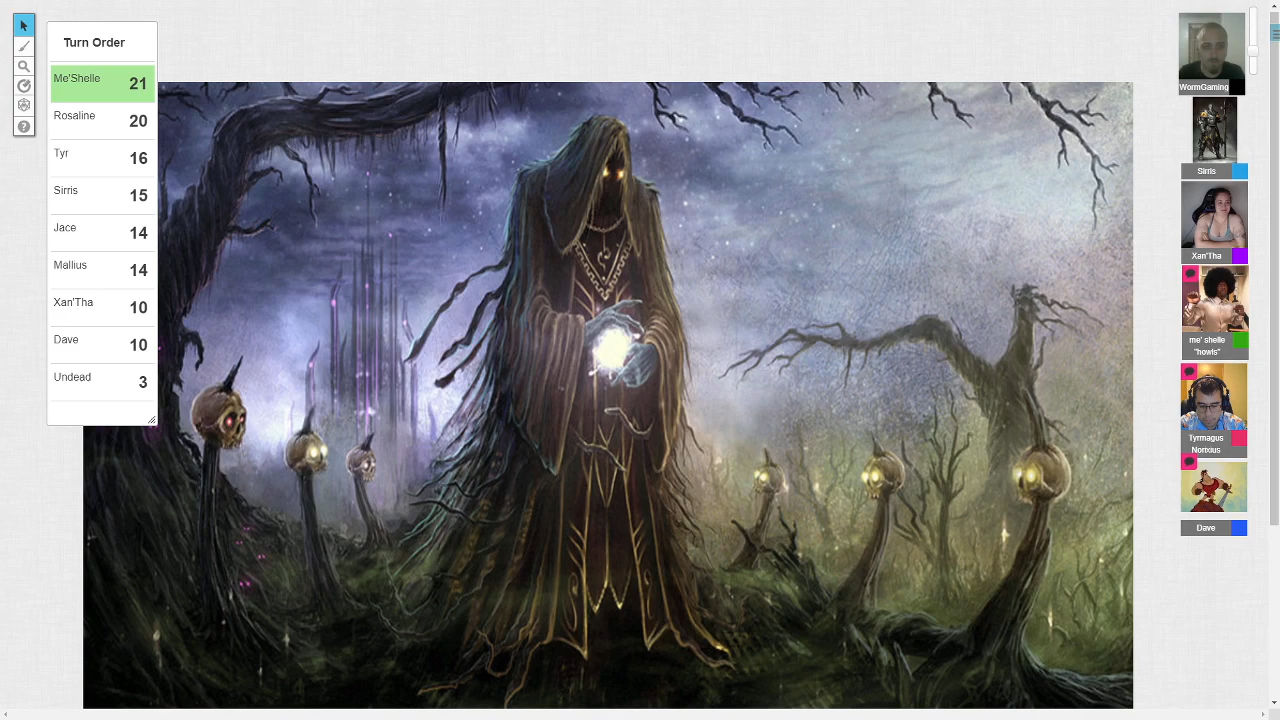 Turn Order
Me'Shelle 21
Rosaline 20
Tyr 16
Sirris 15
Jace 14
Mallius 14
Xan'Tha 10
Dave 10
Undead 3
WormGaming
Sirris
Xan'Tha
me' shelle
"howls"
Tyrmagus
Norixius
Dave